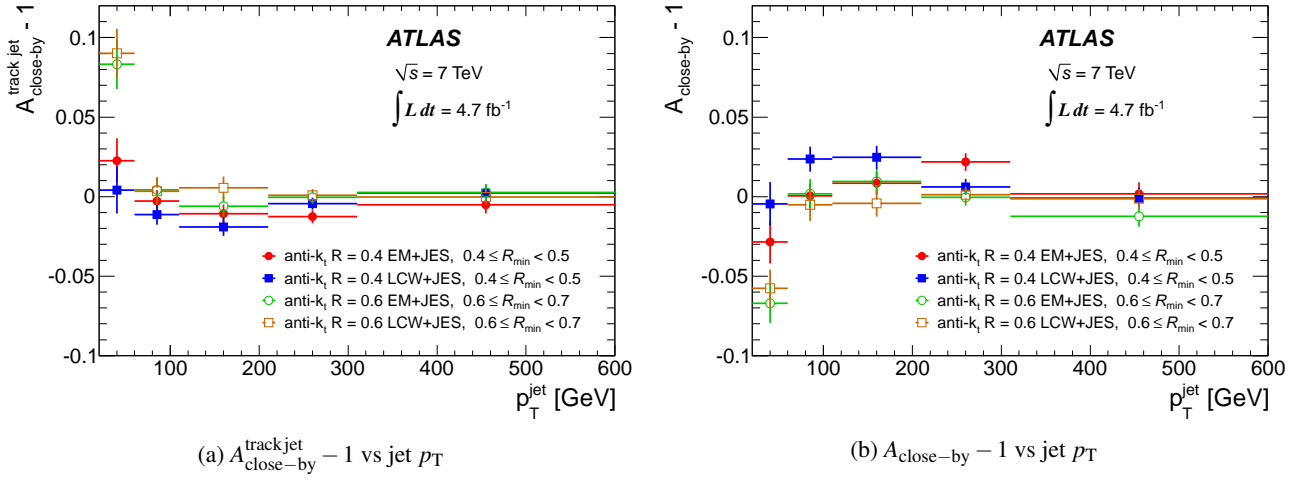 A^{track jet}_{close-by} - 1
0.1
0.05
0
-0.05
-0.1
ATLAS
√s = 7 TeV
∫ L dt = 4.7 fb⁻¹
anti-k_t R = 0.4 EM+JES, 0.4 ≤ R_min < 0.5
anti-k_t R = 0.4 LCW+JES, 0.4 ≤ R_min < 0.5
anti-k_t R = 0.6 EM+JES, 0.6 ≤ R_min < 0.7
anti-k_t R = 0.6 LCW+JES, 0.6 ≤ R_min < 0.7
100 200 300 400 500 600
p_T^{jet} [GeV]
(a) A^{track jet}_{close−by} − 1 vs jet p_T
A_{close-by} - 1
0.1
0.05
0
-0.05
-0.1
ATLAS
√s = 7 TeV
∫ L dt = 4.7 fb⁻¹
anti-k_t R = 0.4 EM+JES, 0.4 ≤ R_min < 0.5
anti-k_t R = 0.4 LCW+JES, 0.4 ≤ R_min < 0.5
anti-k_t R = 0.6 EM+JES, 0.6 ≤ R_min < 0.7
anti-k_t R = 0.6 LCW+JES, 0.6 ≤ R_min < 0.7
100 200 300 400 500 600
p_T^{jet} [GeV]
(b) A_{close−by} − 1 vs jet p_T